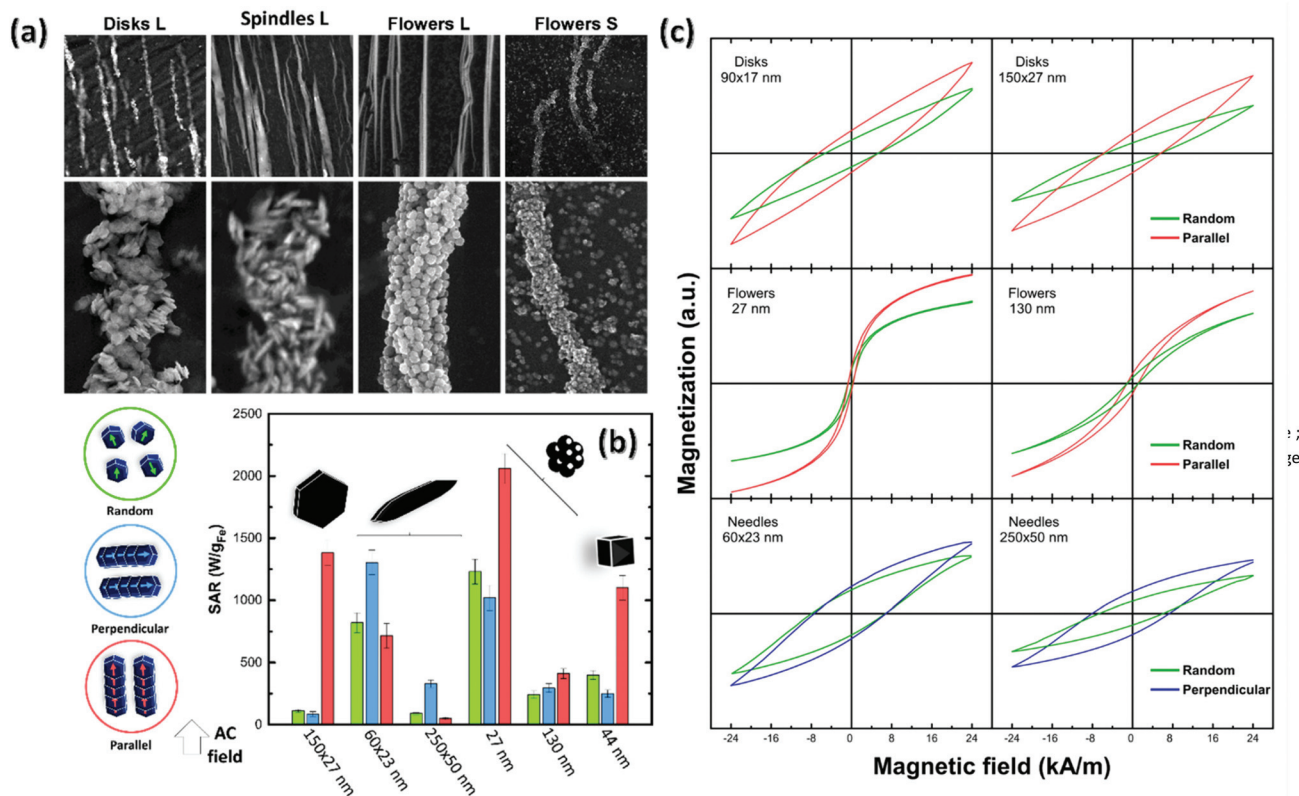 (a)
Disks L
Spindles L
Flowers L
Flowers S
Random
Perpendicular
Parallel
AC
field
(b)
SAR (W/gFe)
2500
2000
1500
1000
500
0
150x27 nm
60x23 nm
250x50 nm
27 nm
130 nm
44 nm
(c)
Magnetization (a.u.)
Disks
90x17 nm
Disks
150x27 nm
Random
Parallel
Flowers
27 nm
Flowers
130 nm
Random
Parallel
Needles
60x23 nm
Needles
250x50 nm
Random
Perpendicular
-24 -16 -8 0 8 16 24 -24 -16 -8 0 8 16 24
Magnetic field (kA/m)
e ;
ge